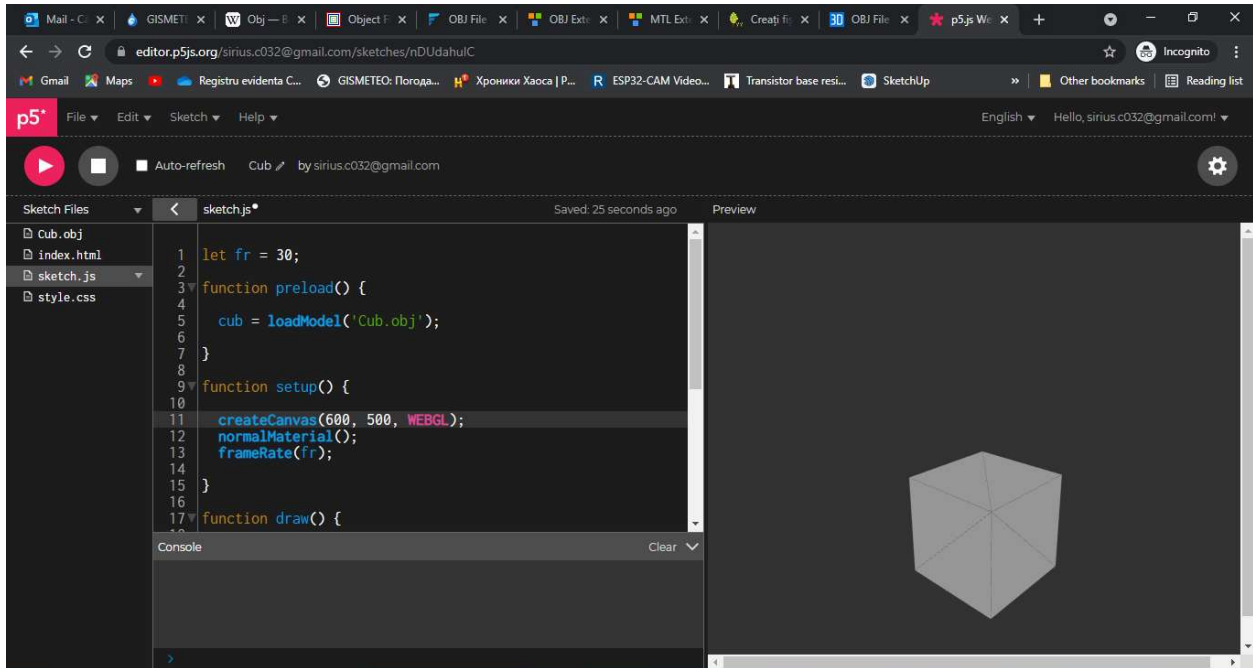 Mail - Ca
GISMETE
W Obj — В
Object F
OBJ File
OBJ Exte
MTL Exte
Creați fiș
3D OBJ File
p5.js We
editor.p5js.org/sirius.c032@gmail.com/sketches/nDUdahulC
Incognito
Gmail Maps Registru evidenta C... GISMETEO: Погода... Хроники Хаоса | Р... R ESP32-CAM Video... Transistor base resi... SketchUp » Other bookmarks Reading list
p5* File Edit Sketch Help English Hello, sirius.c032@gmail.com!
Auto-refresh Cub by sirius.c032@gmail.com
Sketch Files < sketch.js• Saved: 25 seconds ago Preview
Cub.obj
index.html
sketch.js
style.css
1 let fr = 30;
2
3 function preload() {
4
5 cub = loadModel('Cub.obj');
6
7 }
8
9 function setup() {
10
11 createCanvas(600, 500, WEBGL);
12 normalMaterial();
13 frameRate(fr);
14
15 }
16
17 function draw() {
Console Clear
>